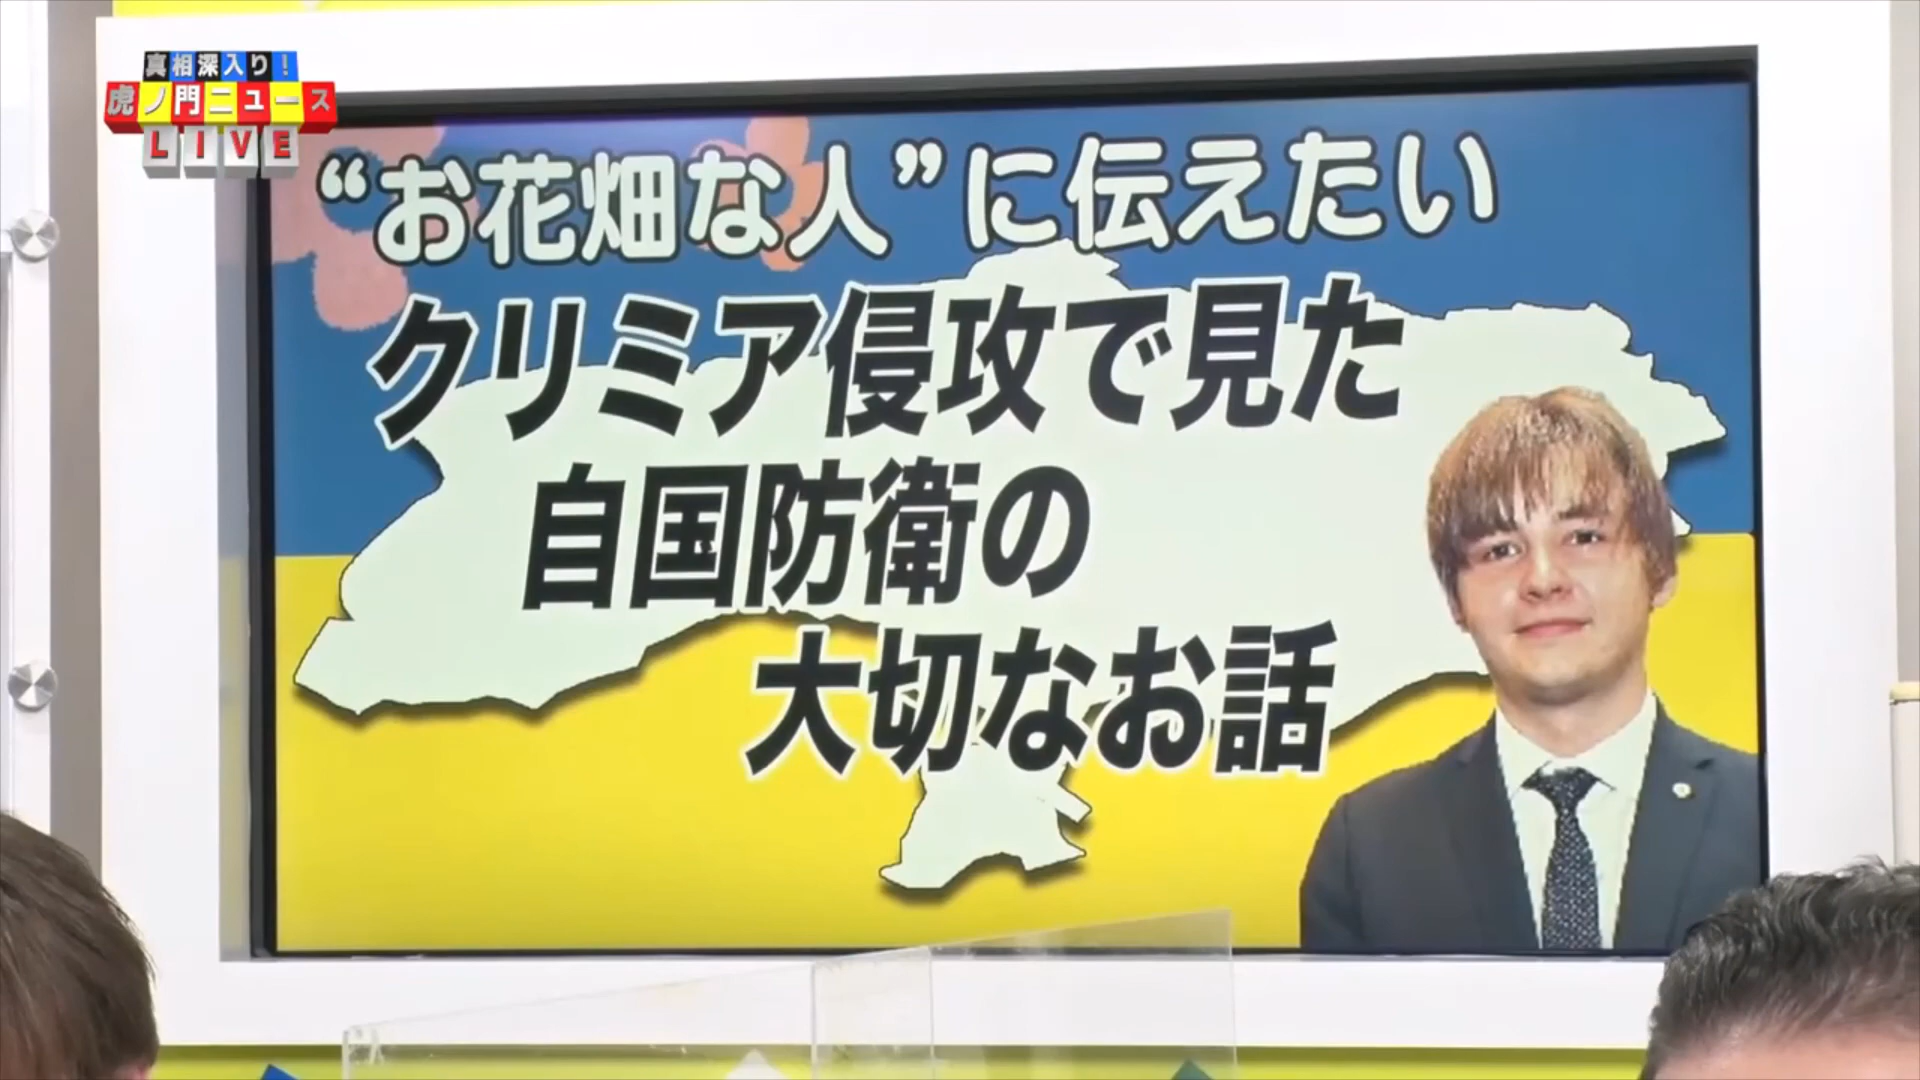 真相深入り!
虎ノ門ニュース
LIVE
“お花畑な人”に伝えたい
クリミア侵攻で見た
自国防衛の
大切なお話